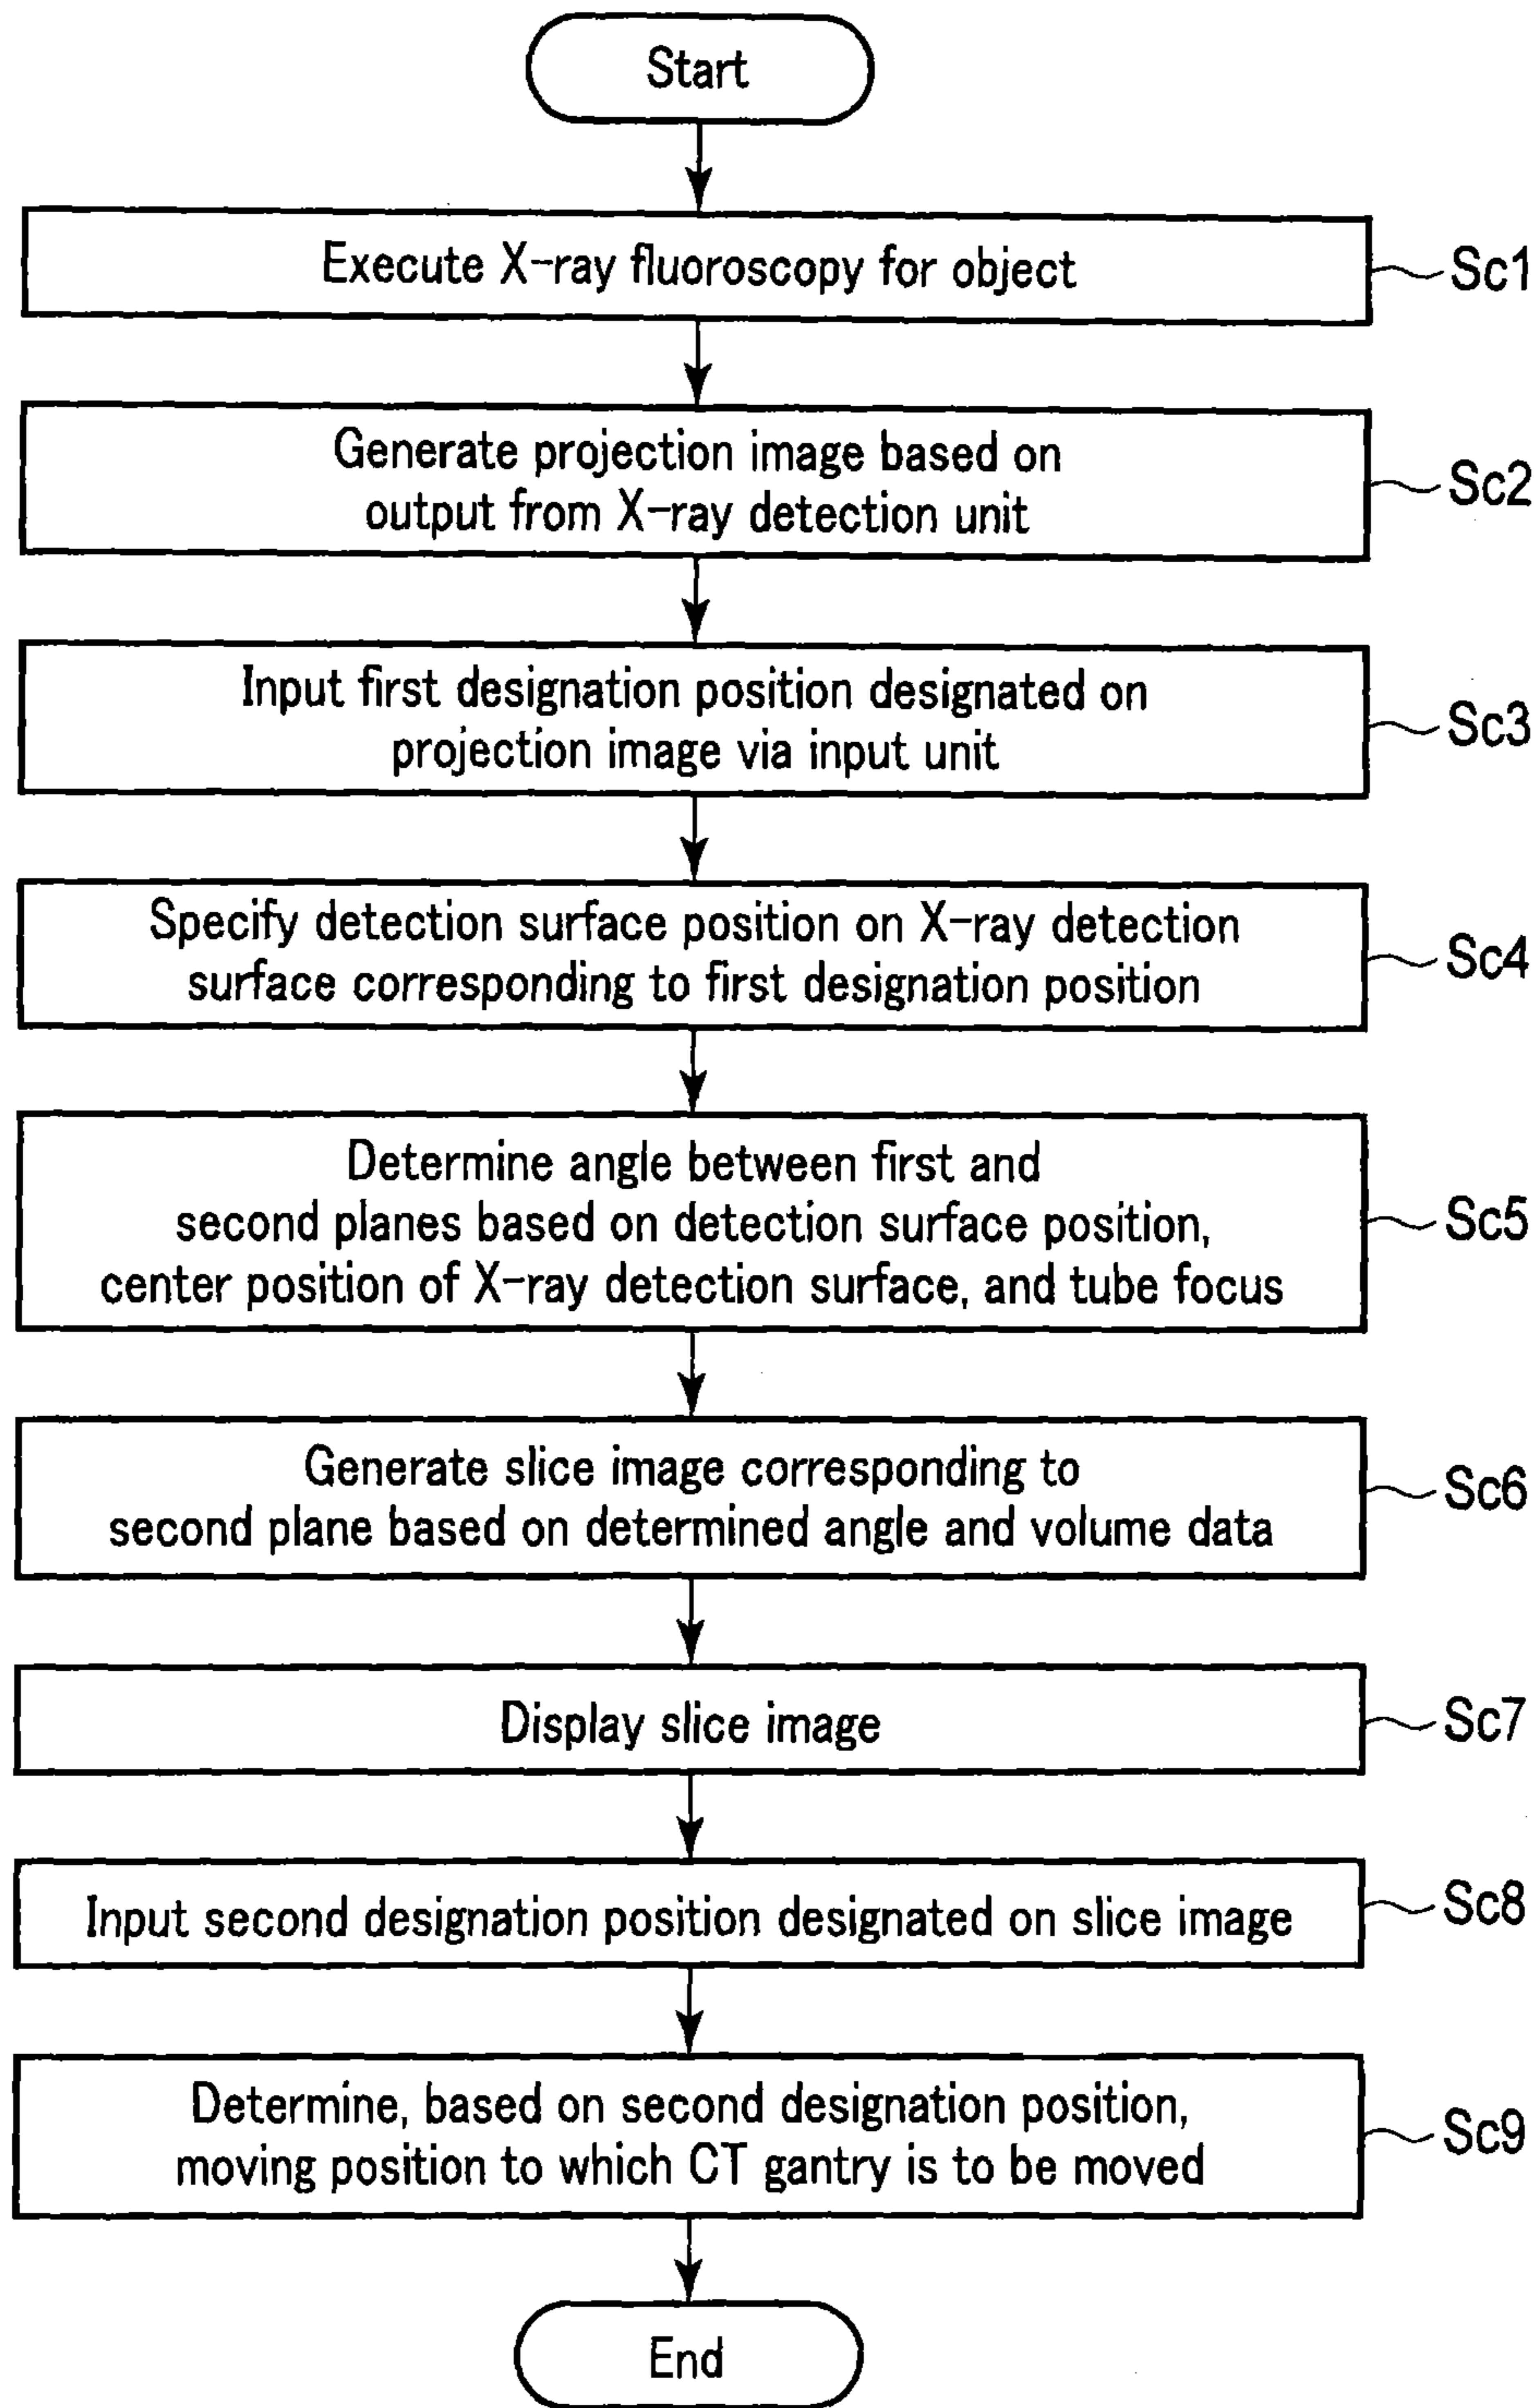 Start
Execute X-ray fluoroscopy for object
Sc1
Generate projection image based on
output from X-ray detection unit
Sc2
Input first designation position designated on
projection image via input unit
Sc3
Specify detection surface position on X-ray detection
surface corresponding to first designation position
Sc4
Determine angle between first and
second planes based on detection surface position,
center position of X-ray detection surface, and tube focus
Sc5
Generate slice image corresponding to
second plane based on determined angle and volume data
Sc6
Display slice image
Sc7
Input second designation position designated on slice image
Sc8
Determine, based on second designation position,
moving position to which CT gantry is to be moved
Sc9
End